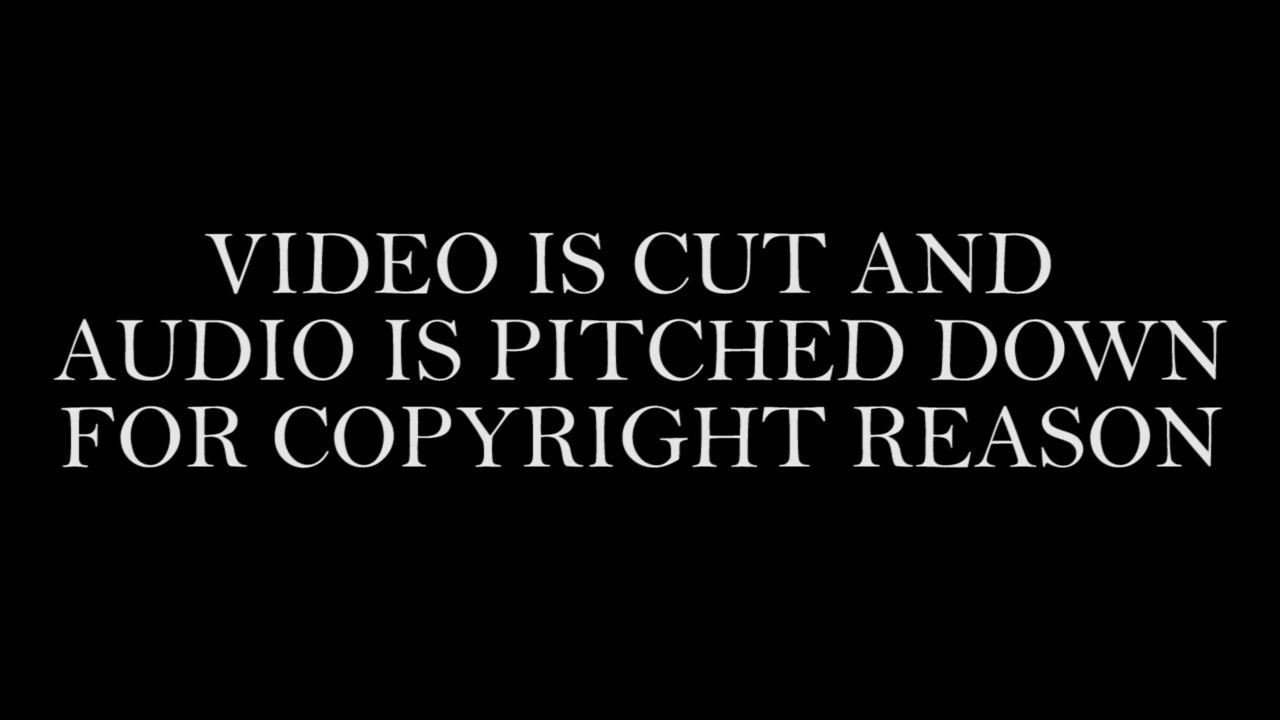 VIDEO IS CUT AND
AUDIO IS PITCHED DOWN
FOR COPYRIGHT REASON